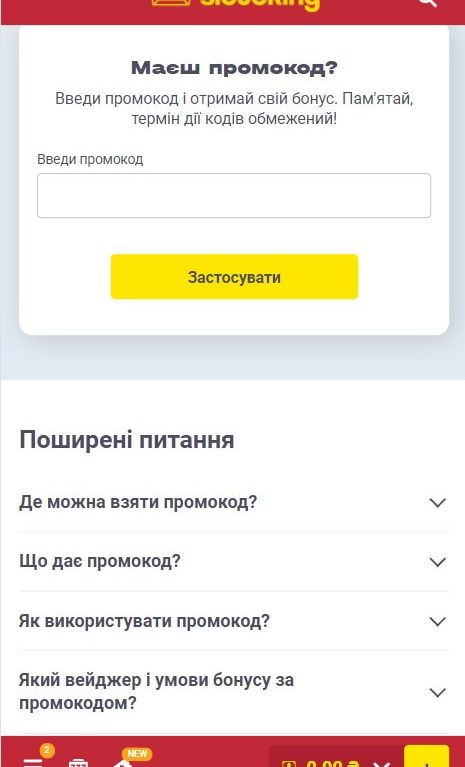 slotoking
Маєш промокод?
Введи промокод і отримай свій бонус. Пам'ятай,
термін дії кодів обмежений!
Введи промокод
Застосувати
Поширені питання
Де можна взяти промокод?
Що дає промокод?
Як використувати промокод?
Який вейджер і умови бонусу за
промокодом?
2
NEW
0.00 ₴
+